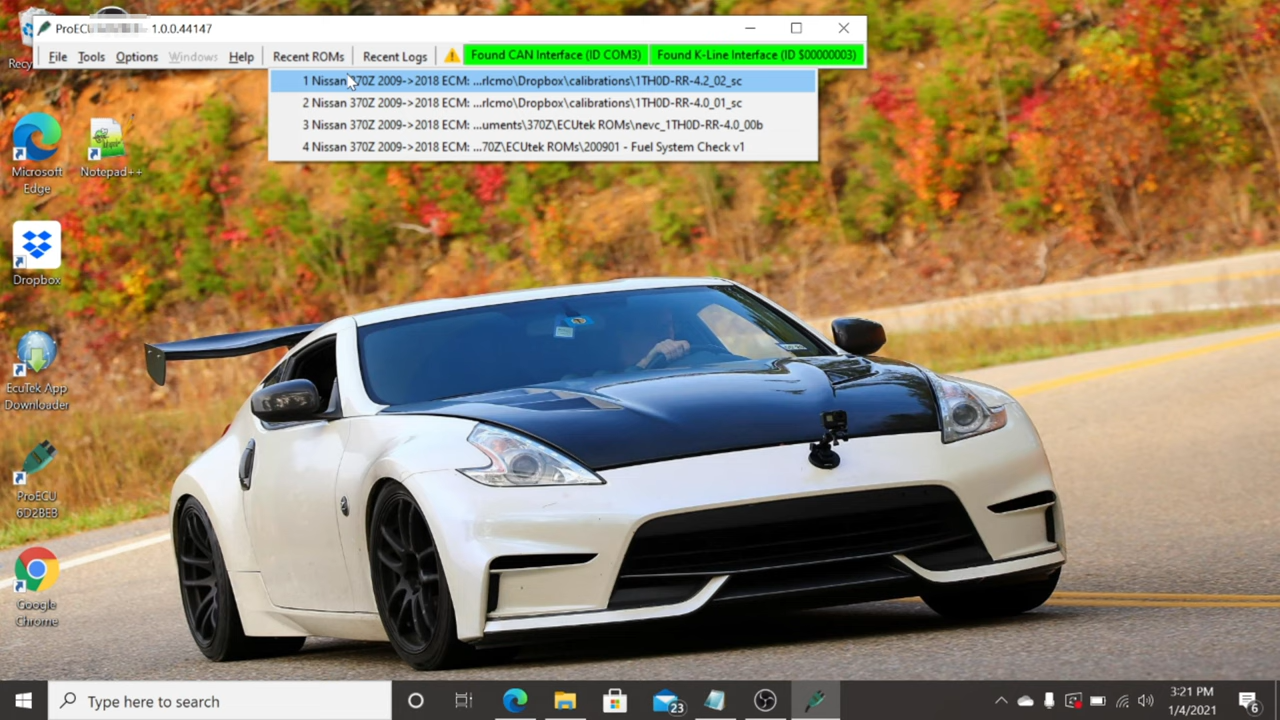 ProECU 1.0.0.44147
File Tools Options Windows Help Recent ROMs Recent Logs Found CAN Interface (ID COM3) Found K-Line Interface (ID $00000003)
1 Nissan 370Z 2009->2018 ECM: ...rlcmo\Dropbox\calibrations\1TH0D-RR-4.2_02_sc
2 Nissan 370Z 2009->2018 ECM: ...rlcmo\Dropbox\calibrations\1TH0D-RR-4.0_01_sc
3 Nissan 370Z 2009->2018 ECM: ...uments\370Z\ECUtek ROMs\nevc_1TH0D-RR-4.0_00b
4 Nissan 370Z 2009->2018 ECM: ...70Z\ECUtek ROMs\200901 - Fuel System Check v1
Microsoft
Edge
Notepad++
Dropbox
EcuTek App
Downloader
ProECU
6D2BEB
Google
Chrome
Type here to search
23
3:21 PM
1/4/2021
6